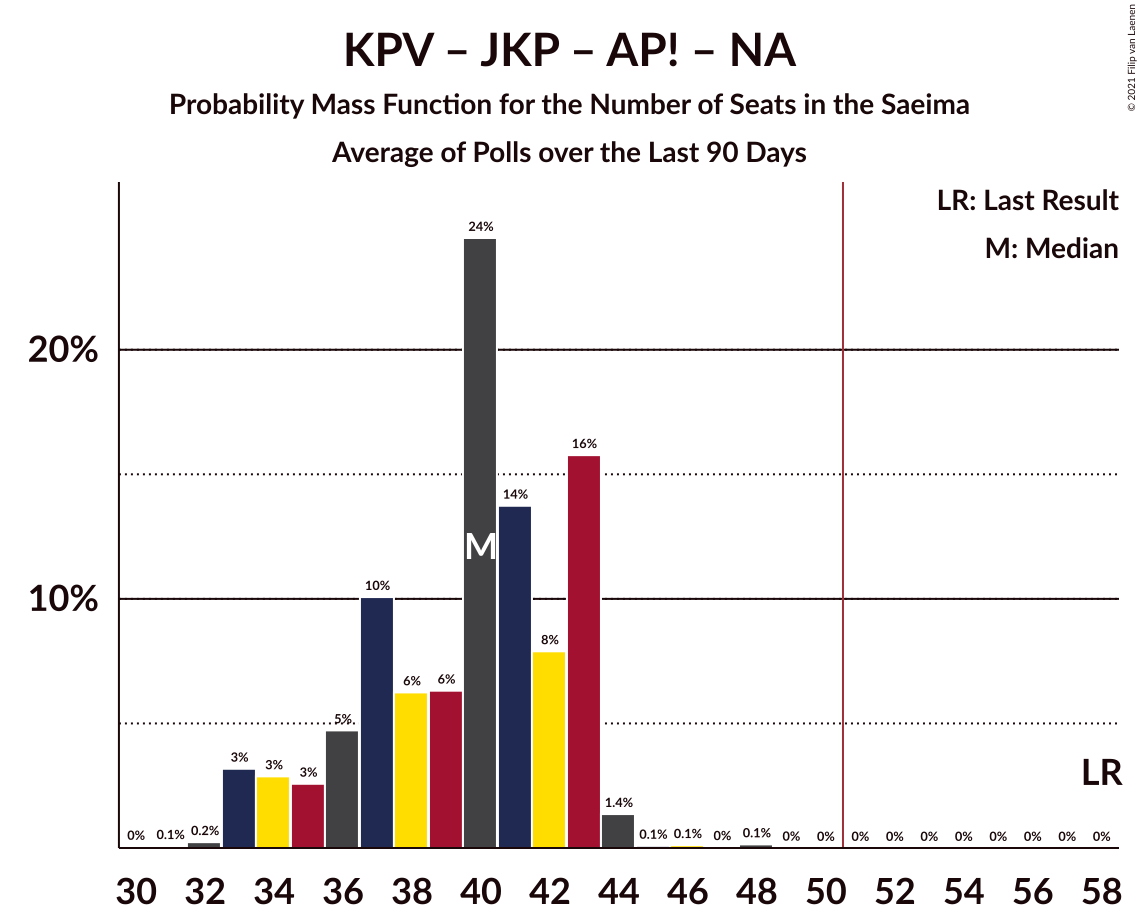 KPV – JKP – AP! – NA
Probability Mass Function for the Number of Seats in the Saeima
Average of Polls over the Last 90 Days
© 2021 Filip van Laenen
LR: Last Result
M: Median
20%
10%
0% 0.1% 0.2% 3% 3% 3% 5% 10% 6% 6% 24% 14% 8% 16% 1.4% 0.1% 0.1% 0% 0.1% 0% 0% 0% 0% 0% 0% 0% 0% 0% 0%
M
LR
30 32 34 36 38 40 42 44 46 48 50 52 54 56 58